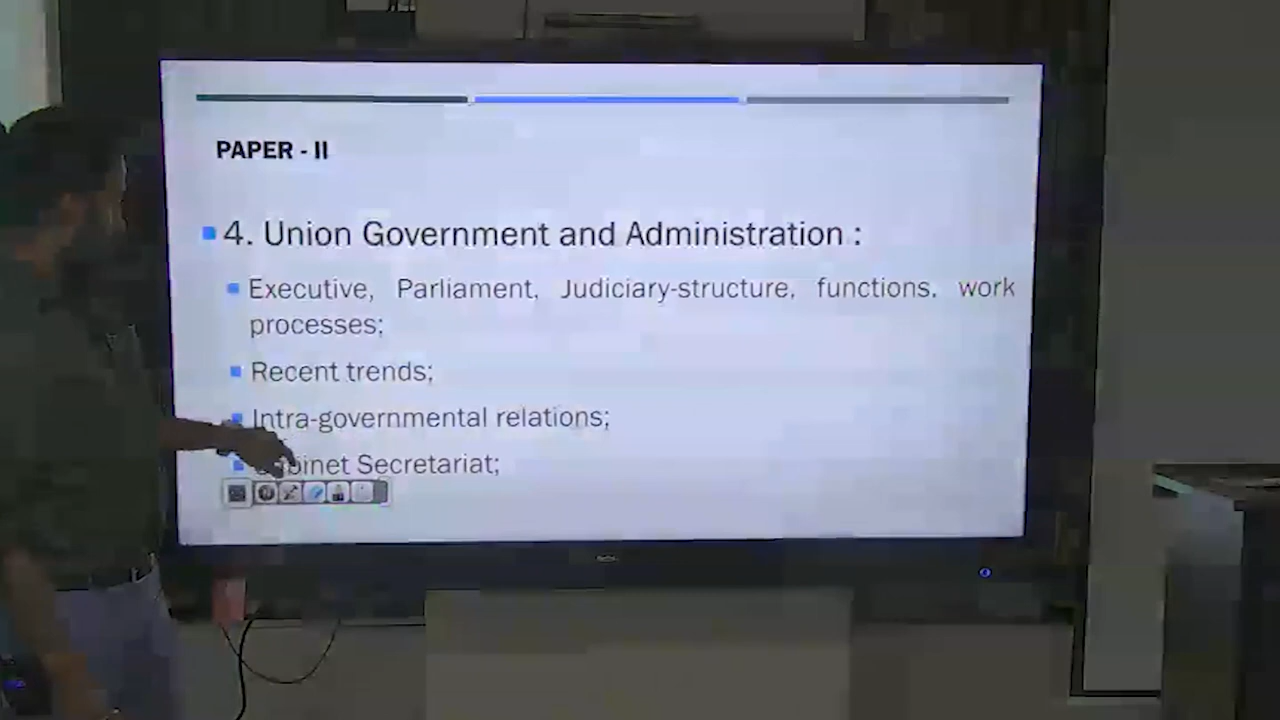 PAPER - II
4. Union Government and Administration :
Executive, Parliament, Judiciary-structure, functions, work
processes;
Recent trends;
Intra-governmental relations;
Cabinet Secretariat;